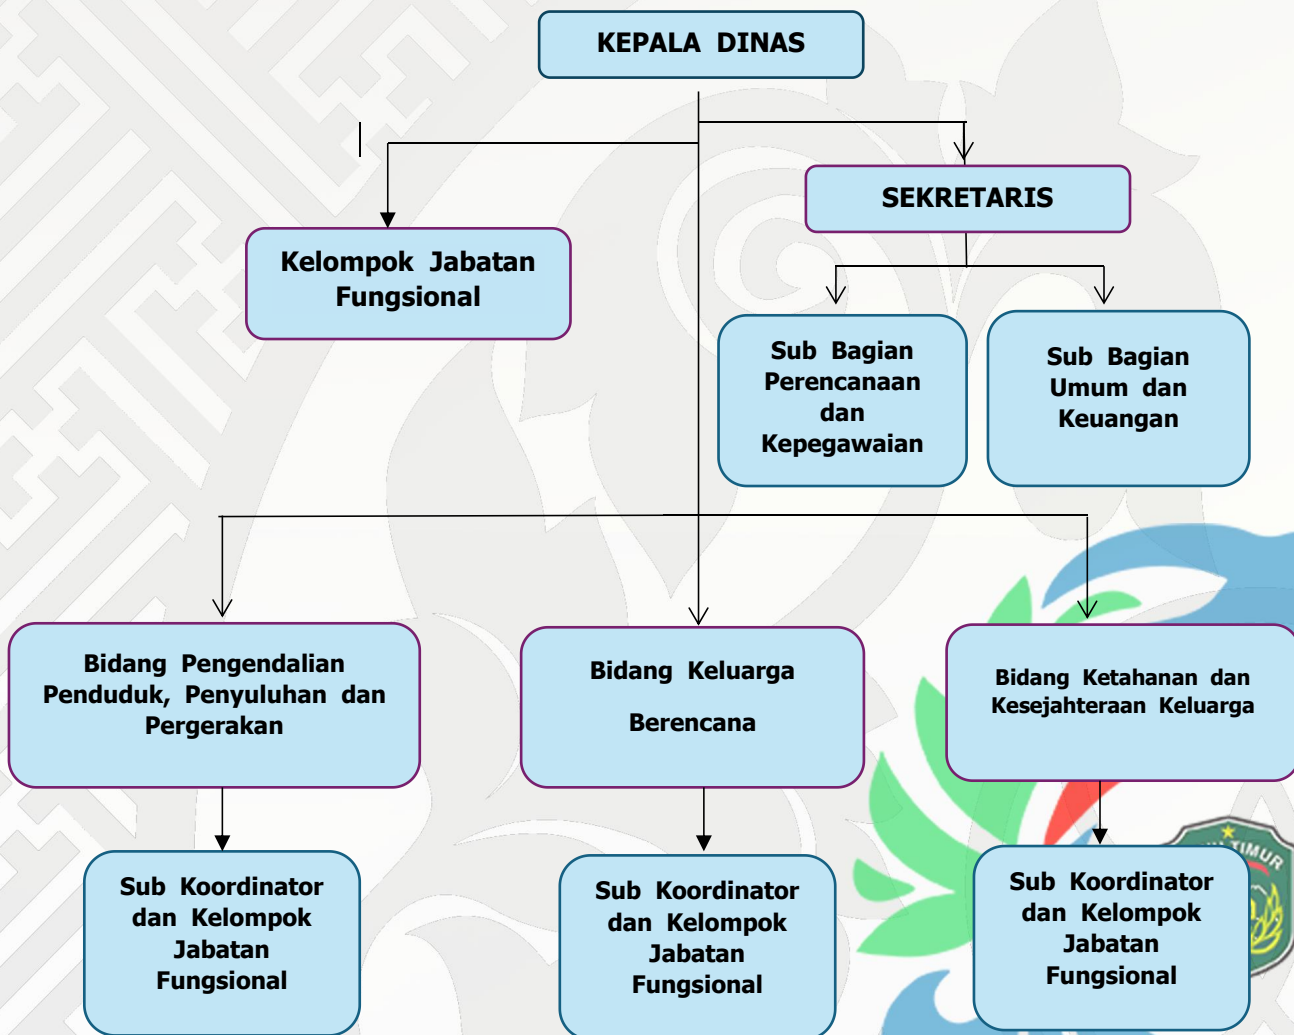 KEPALA DINAS
SEKRETARIS
Kelompok Jabatan
Fungsional
Sub Bagian
Perencanaan
dan
Kepegawaian
Sub Bagian
Umum dan
Keuangan
Bidang Pengendalian
Penduduk, Penyuluhan dan
Pergerakan
Bidang Keluarga
Berencana
Bidang Ketahanan dan
Kesejahteraan Keluarga
Sub Koordinator
dan Kelompok
Jabatan
Fungsional
Sub Koordinator
dan Kelompok
Jabatan
Fungsional
Sub Koordinator
dan Kelompok
Jabatan
Fungsional
TIMUR